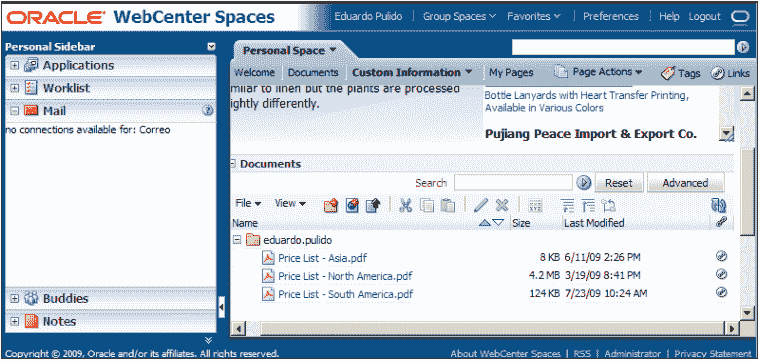 ORACLE WebCenter Spaces Eduardo Pulido Group Spaces Favorites Preferences Help Logout
Personal Sidebar
Applications
Worklist
Mail
no connections available for: Correo
Buddies
Notes
Personal Space
Welcome Documents Custom Information My Pages Page Actions Tags Links
milar to linen but the plants are processed
ightly differently.
Bottle Lanyards with Heart Transfer Printing,
Available in Various Colors
Pujiang Peace Import & Export Co.
Documents
Search Reset Advanced
File View
Name Size Last Modified
eduardo.pulido
Price List - Asia.pdf 8 KB 6/11/09 2:26 PM
Price List - North America.pdf 4.2 MB 3/19/09 8:41 PM
Price List - South America.pdf 124 KB 7/23/09 10:24 AM
Copyright © 2009, Oracle and/or its affiliates. All rights reserved. About WebCenter Spaces RSS Administrator Privacy Statement